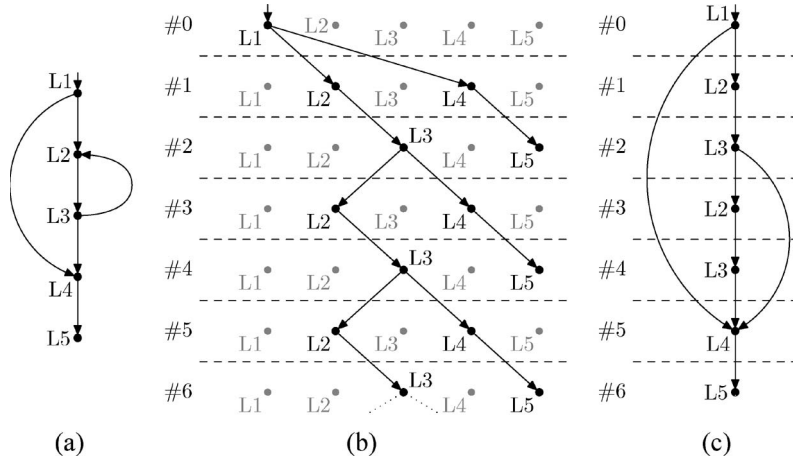 L1
L2
L3
L4
L5
(a)
#0 L1 L2 L3 L4 L5
#1 L1 L2 L3 L4 L5
#2 L1 L2 L3 L4 L5
#3 L1 L2 L3 L4 L5
#4 L1 L2 L3 L4 L5
#5 L1 L2 L3 L4 L5
#6 L1 L2 L3 L4 L5
(b)
#0 L1
#1 L2
#2 L3
#3 L2
#4 L3
#5 L4
#6 L5
(c)